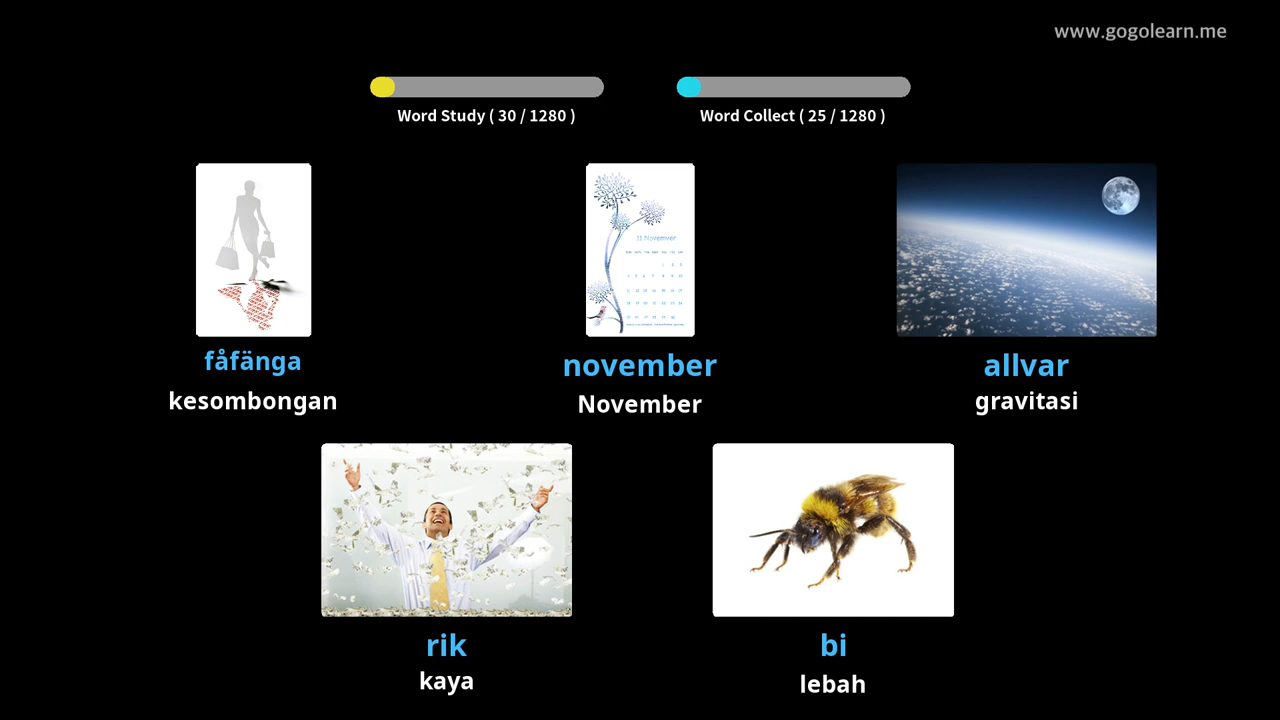 www.gogolearn.me
Word Study ( 30 / 1280 )
Word Collect ( 25 / 1280 )
fåfänga
november
allvar
kesombongan
November
gravitasi
rik
bi
kaya
lebah